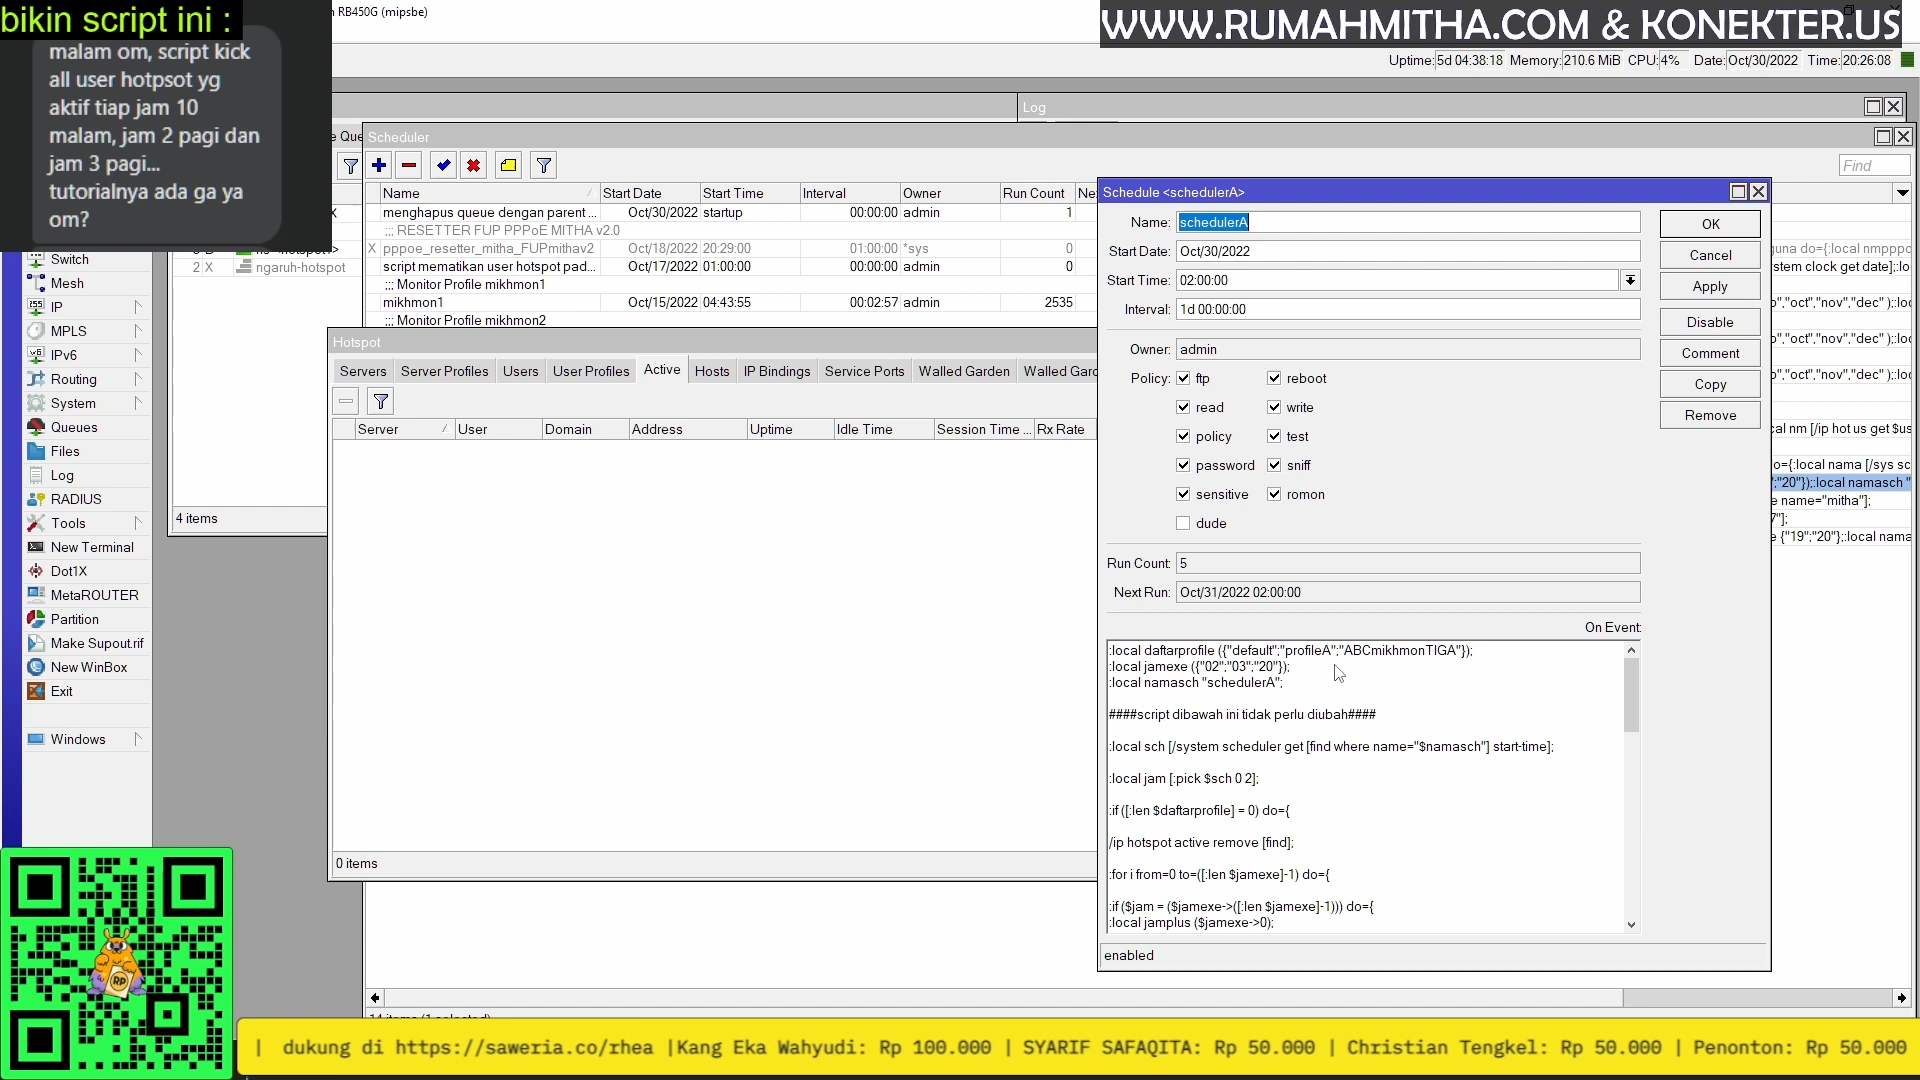 bikin script ini :
malam om, script kick
all user hotpsot yg
aktif tiap jam 10
malam, jam 2 pagi dan
jam 3 pagi...
tutorialnya ada ga ya
om?
RB450G (mipsbe)
WWW.RUMAHMITHA.COM & KONEKTER.US
Uptime: 5d 04:38:18 Memory: 210.6 MiB CPU: 4% Date: Oct/30/2022 Time: 20:26:08
Log
Scheduler
Find
Name Start Date Start Time Interval Owner Run Count
menghapus queue dengan parent ... Oct/30/2022 startup 00:00:00 admin 1
;;; RESETTER FUP PPPoE MITHA v2.0
X pppoe_resetter_mitha_FUPmithav2 Oct/18/2022 20:29:00 01:00:00 *sys 0
script mematikan user hotspot pad... Oct/17/2022 01:00:00 00:00:00 admin 0
;;; Monitor Profile mikhmon1
mikhmon1 Oct/15/2022 04:43:55 00:02:57 admin 2535
;;; Monitor Profile mikhmon2
2 X ngaruh-hotspot
4 items
Switch
Mesh
IP
MPLS
IPv6
Routing
System
Queues
Files
Log
RADIUS
Tools
New Terminal
Dot1X
MetaROUTER
Partition
Make Supout.rif
New WinBox
Exit
Windows
Hotspot
Servers Server Profiles Users User Profiles Active Hosts IP Bindings Service Ports Walled Garden
Server User Domain Address Uptime Idle Time Session Time ... Rx Rate
0 items
Schedule <schedulerA>
Name: schedulerA
Start Date: Oct/30/2022
Start Time: 02:00:00
Interval: 1d 00:00:00
Owner: admin
Policy: ftp reboot
read write
policy test
password sniff
sensitive romon
dude
Run Count: 5
Next Run: Oct/31/2022 02:00:00
On Event:
:local daftarprofile ({"default";"profileA";"ABCmikhmonTIGA"});
:local jamexe ({"02";"03";"20"});
:local namasch "schedulerA";
####script dibawah ini tidak perlu diubah####
:local sch [/system scheduler get [find where name="$namasch"] start-time];
:local jam [:pick $sch 0 2];
:if ([:len $daftarprofile] = 0) do={
/ip hotspot active remove [find];
:for i from=0 to=([:len $jamexe]-1) do={
:if ($jam = ($jamexe->([:len $jamexe]-1))) do={
:local jamplus ($jamexe->0);
enabled
OK
Cancel
Apply
Disable
Comment
Copy
Remove
RP
| dukung di https://saweria.co/rhea |Kang Eka Wahyudi: Rp 100.000 | SYARIF SAFAQITA: Rp 50.000 | Christian Tengkel: Rp 50.000 | Penonton: Rp 50.000